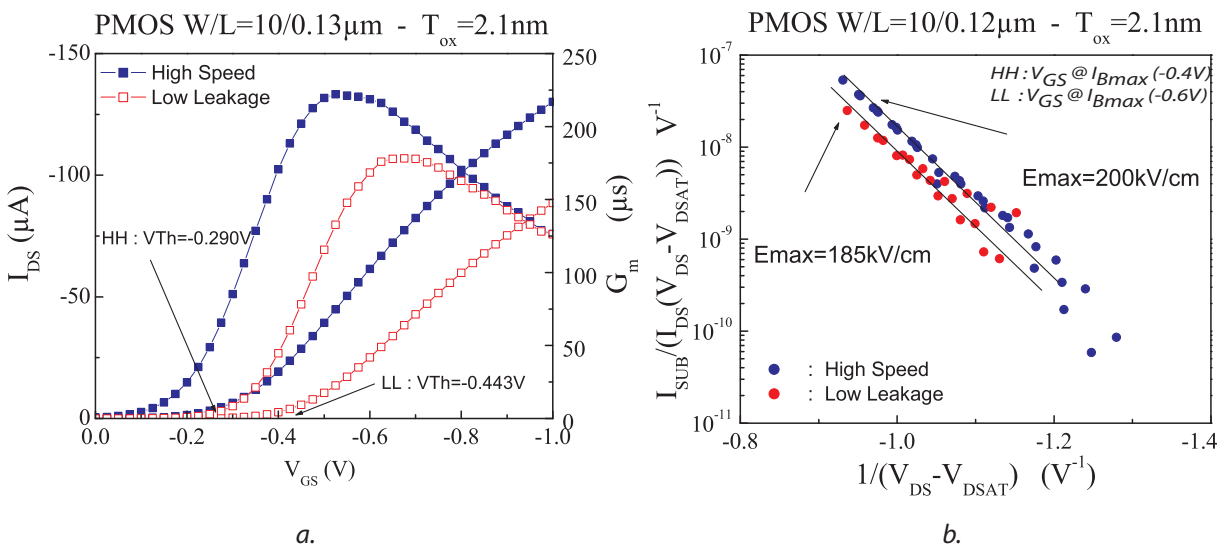 PMOS W/L=10/0.13µm - Tox=2.1nm
-150
-100
-50
0
IDS (µA)
High Speed
Low Leakage
HH : VTh=-0.290V
LL : VTh=-0.443V
250
200
150
100
50
0
Gm (µs)
0.0 -0.2 -0.4 -0.6 -0.8 -1.0
VGS (V)
a.
PMOS W/L=10/0.12µm - Tox=2.1nm
10-7
10-8
10-9
10-10
10-11
ISUB/(IDS(VDS-VDSAT)) V-1
HH : VGS @ IBmax (-0.4V)
LL : VGS @ IBmax (-0.6V)
Emax=200kV/cm
Emax=185kV/cm
: High Speed
: Low Leakage
-0.8 -1.0 -1.2 -1.4
1/(VDS-VDSAT) (V-1)
b.